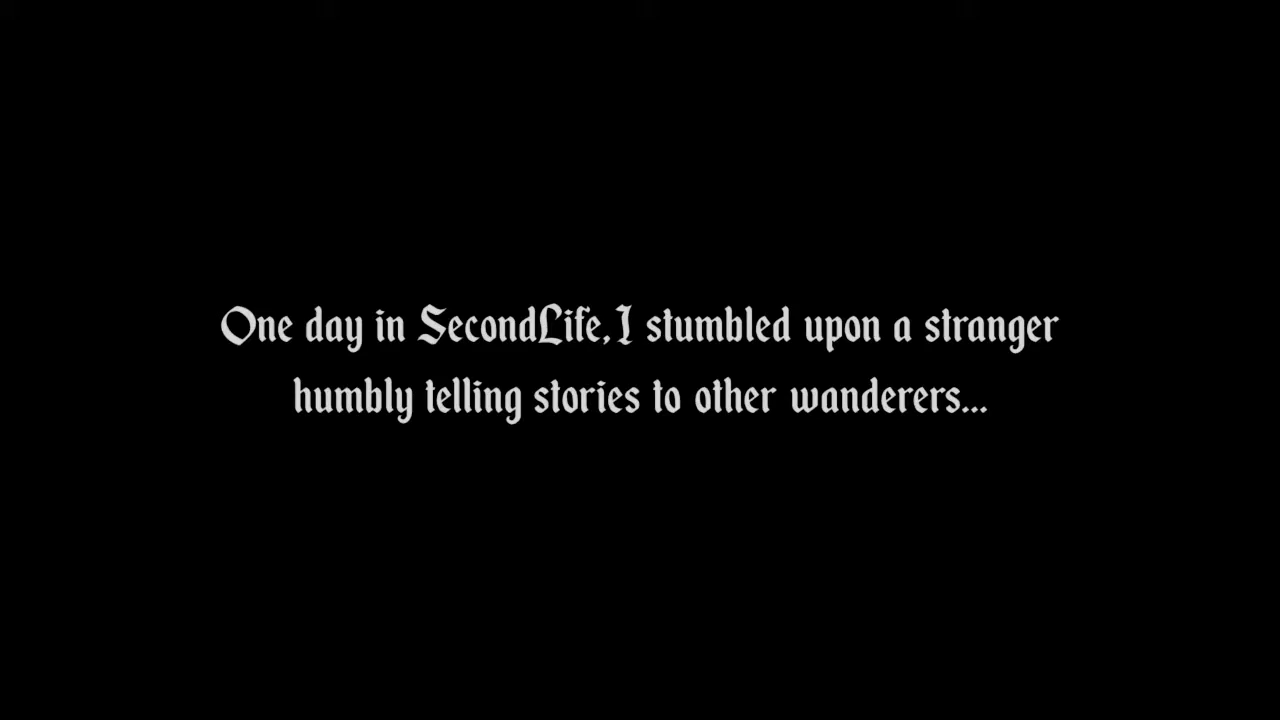 One day in SecondLife, I stumbled upon a stranger
humbly telling stories to other wanderers...